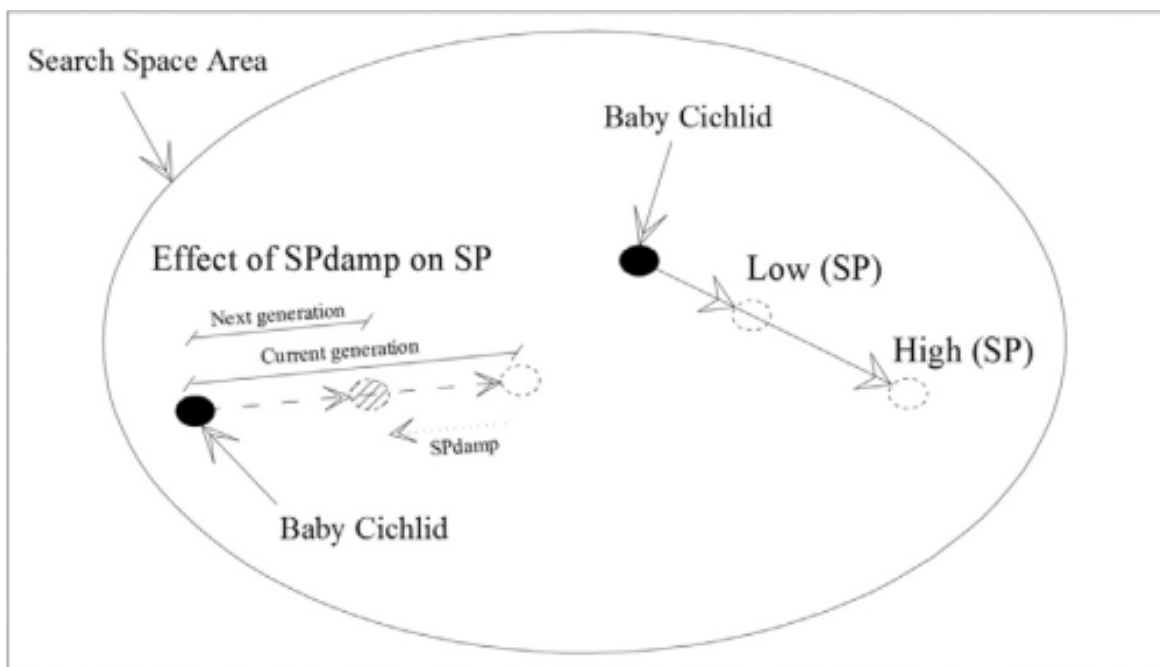 Search Space Area
Baby Cichlid
Effect of SPdamp on SP
Low (SP)
Next generation
Current generation
High (SP)
SPdamp
Baby Cichlid